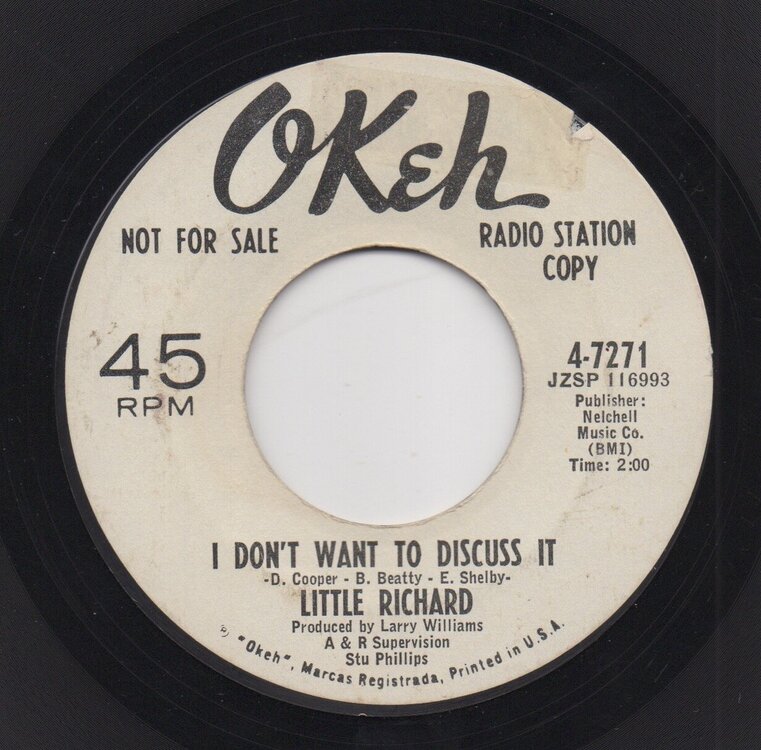 OKeh
NOT FOR SALE
RADIO STATION
COPY
45
RPM
4-7271
JZSP 116993
Publisher:
Nelchell
Music Co.
(BMI)
Time: 2:00
I DON'T WANT TO DISCUSS IT
-D. Cooper - B. Beatty - E. Shelby-
LITTLE RICHARD
Produced by Larry Williams
A & R Supervision
Stu Phillips
® "Okeh", Marcas Registrada, Printed in U.S.A.